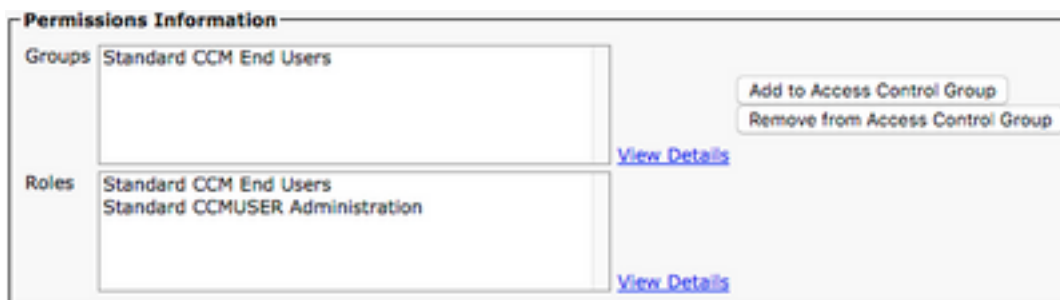 Permissions Information
Groups Standard CCM End Users
Add to Access Control Group
Remove from Access Control Group
View Details
Roles Standard CCM End Users
Standard CCMUSER Administration
View Details